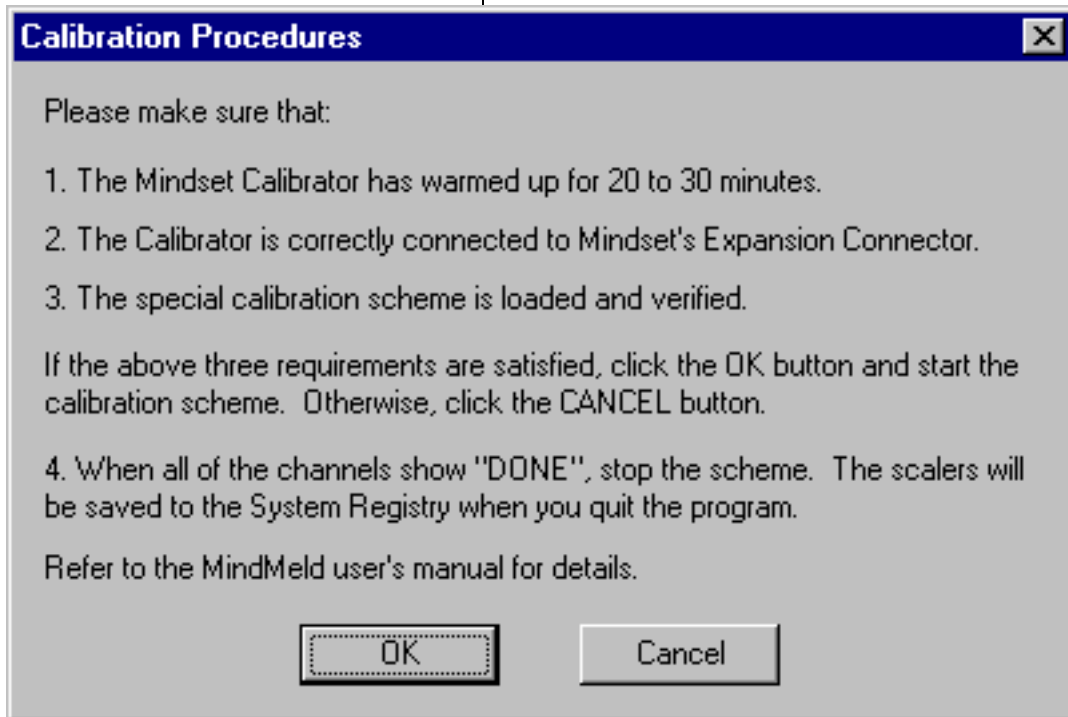 Calibration Procedures
Please make sure that:
1. The Mindset Calibrator has warmed up for 20 to 30 minutes.
2. The Calibrator is correctly connected to Mindset's Expansion Connector.
3. The special calibration scheme is loaded and verified.
If the above three requirements are satisfied, click the OK button and start the
calibration scheme.  Otherwise, click the CANCEL button.
4. When all of the channels show "DONE", stop the scheme.  The scalers will
be saved to the System Registry when you quit the program.
Refer to the MindMeld user's manual for details.
OK
Cancel